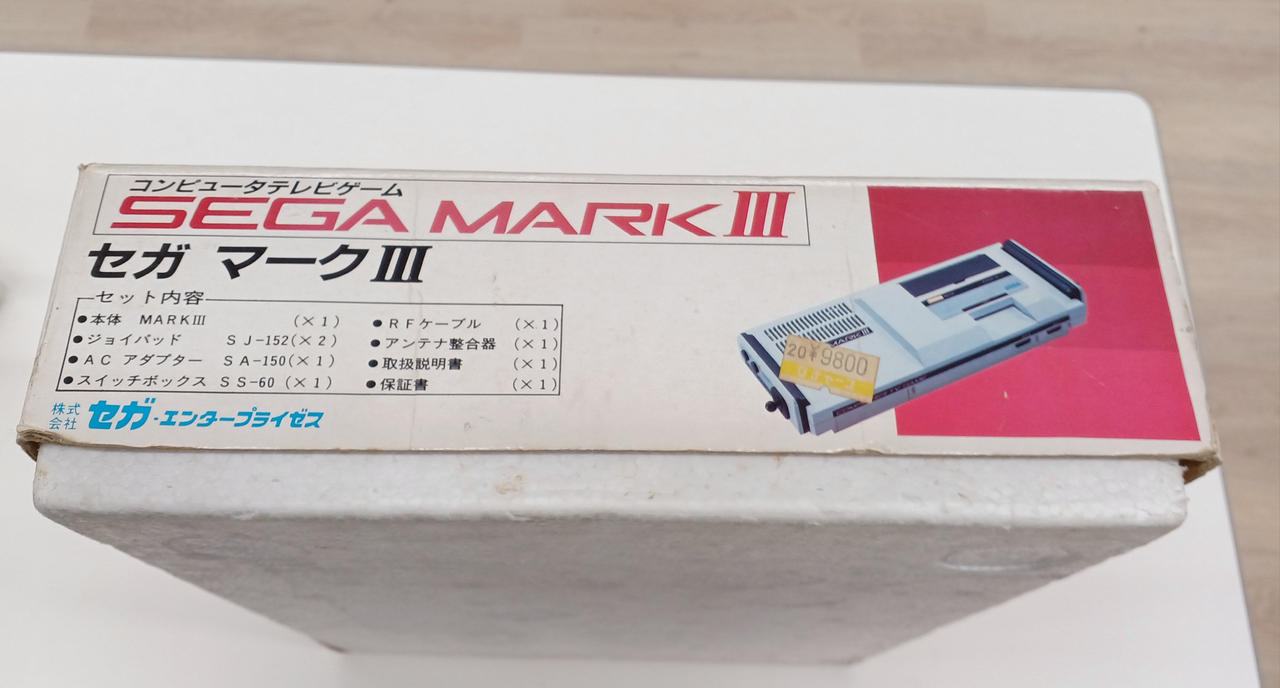 コンピュータテレビゲーム
SEGA MARK III
セガ マークIII
セット内容
●本体 MARKIII (×1)
●ジョイパッド SJ-152(×2)
●AC アダプター SA-150(×1)
●スイッチボックス SS-60(×1)
●RFケーブル (×1)
●アンテナ整合器 (×1)
●取扱説明書 (×1)
●保証書 (×1)
株式会社 セガ・エンタープライゼス
MARK III
20 ¥9800